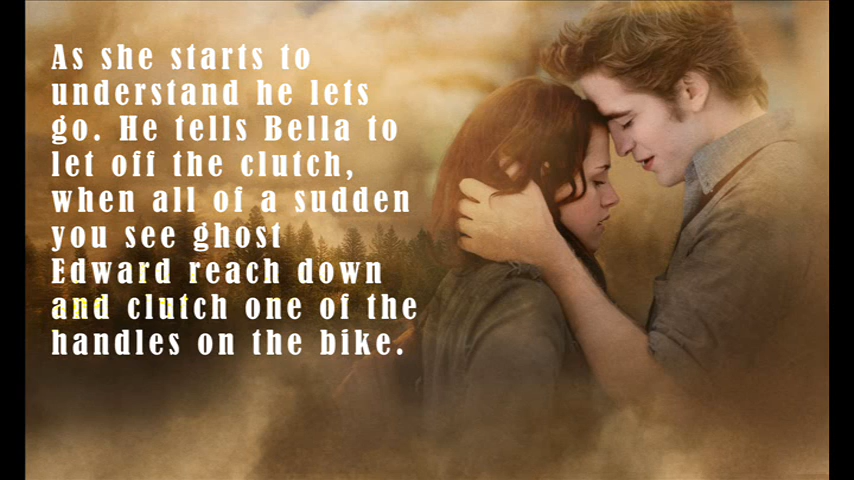 As she starts to
understand he lets
go. He tells Bella to
let off the clutch,
when all of a sudden
you see ghost
Edward reach down
and clutch one of the
handles on the bike.